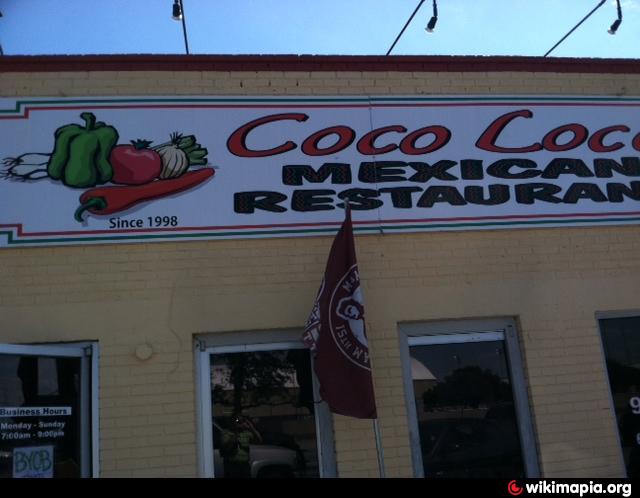 Coco Loco
MEXICAN
RESTAURAN
Since 1998
Business Hours
Monday - Sunday
7:00am - 9:00pm
BYOB
wikimapia.org